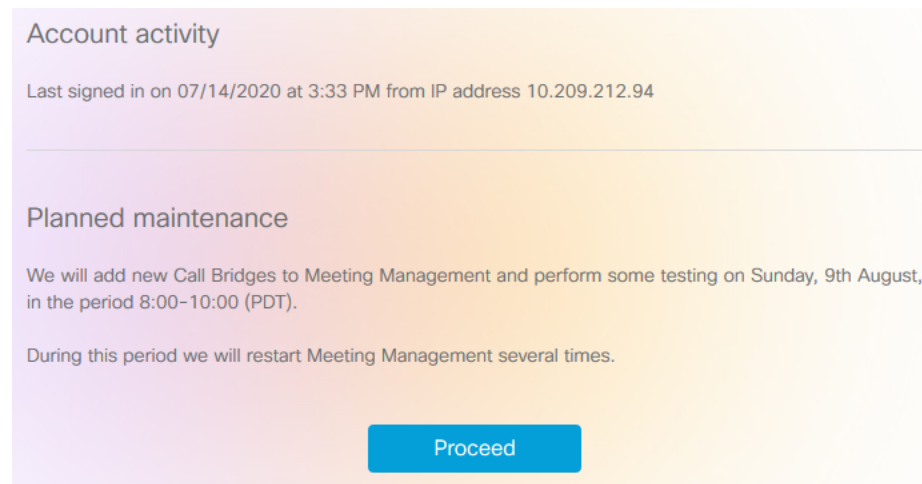 Account activity
Last signed in on 07/14/2020 at 3:33 PM from IP address 10.209.212.94
Planned maintenance
We will add new Call Bridges to Meeting Management and perform some testing on Sunday, 9th August,
in the period 8:00-10:00 (PDT).
During this period we will restart Meeting Management several times.
Proceed